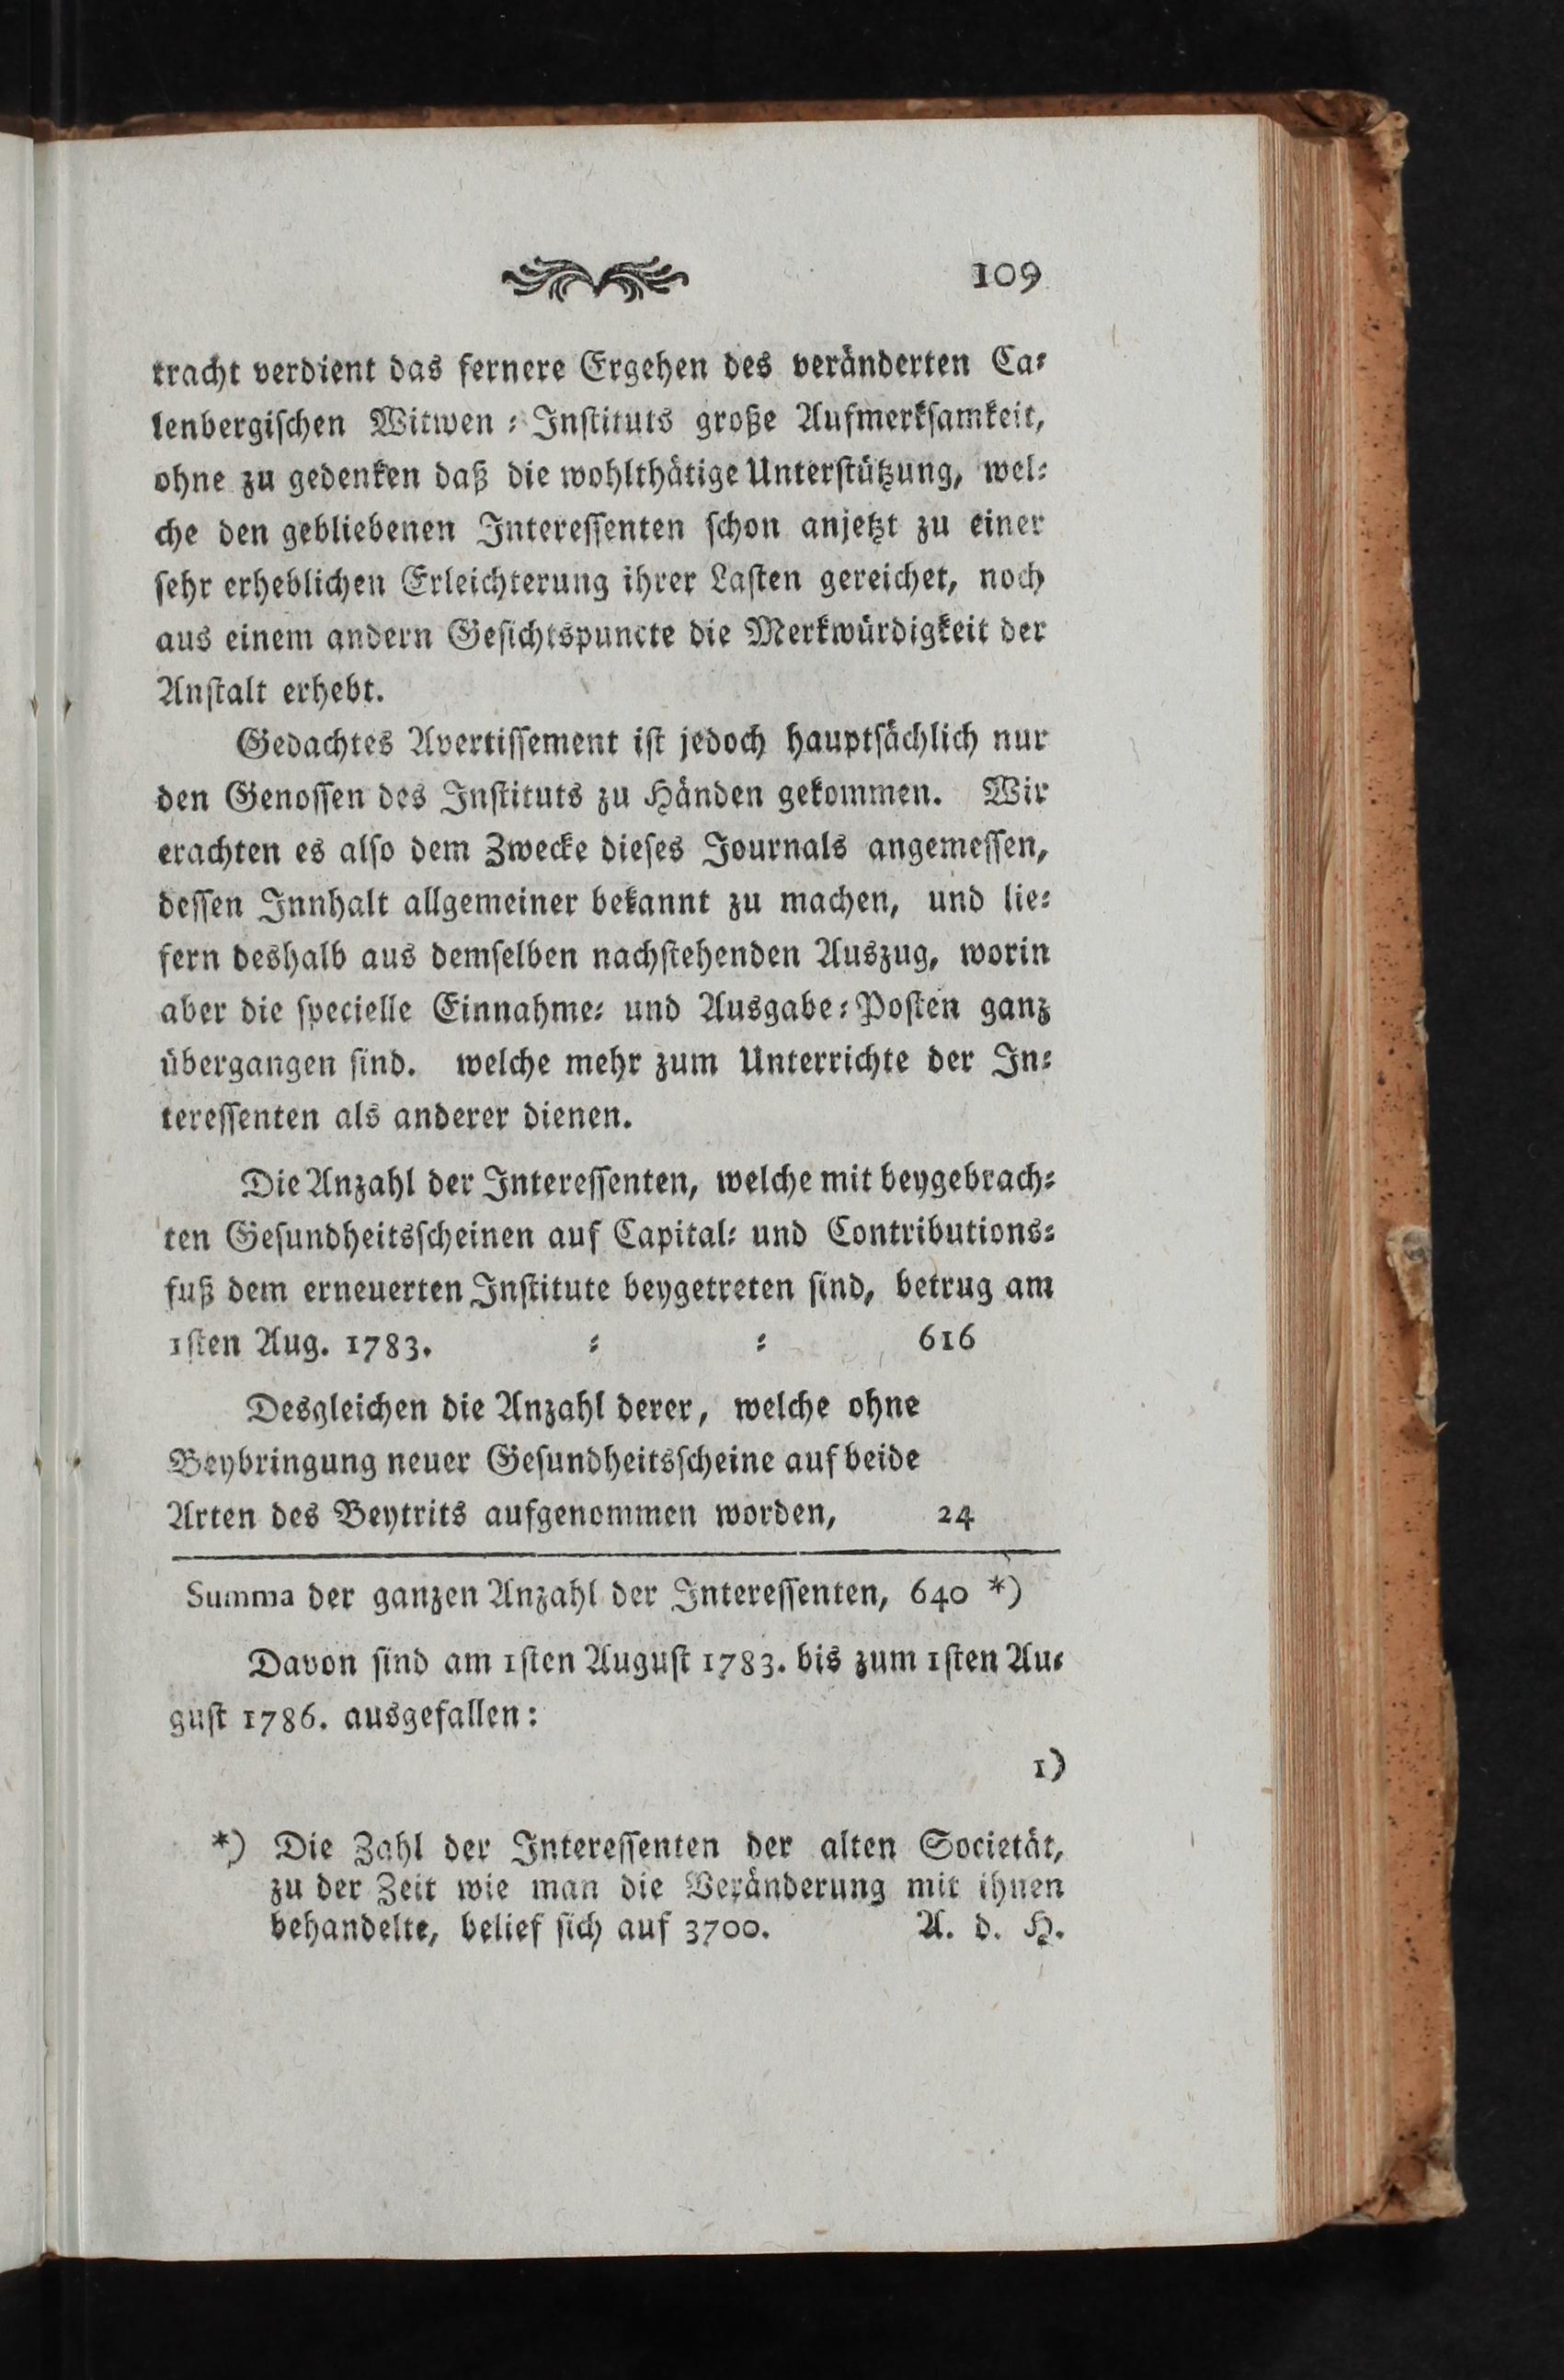 109
tracht verdient das fernere Ergehen des veränderten Ca⸗
lenbergiſchen Witwen ⸗ Inſtituts große Aufmerkſamkeit,
ohne zu gedenken daß die wohlthätige Unterſtützung, wel⸗
che den gebliebenen Intereſſenten ſchon anjetzt zu einer
ſehr erheblichen Erleichterung ihrer Laſten gereichet, noch
aus einem andern Geſichtspuncte die Merkwürdigkeit der
Anſtalt erhebt.
Gedachtes Avertiſſement iſt jedoch hauptſächlich nur
den Genoſſen des Inſtituts zu Händen gekommen. Wir
erachten es alſo dem Zwecke dieſes Journals angemeſſen,
deſſen Innhalt allgemeiner bekannt zu machen, und lie⸗
fern deshalb aus demſelben nachſtehenden Auszug, worin
aber die ſpecielle Einnahme⸗ und Ausgabe⸗Poſten ganz
übergangen ſind. welche mehr zum Unterrichte der In⸗
tereſſenten als anderer dienen.
Die Anzahl der Intereſſenten, welche mit beygebrach⸗
ten Geſundheitsſcheinen auf Capital⸗ und Contributions⸗
fuß dem erneuerten Inſtitute beygetreten ſind, betrug am
1ſten Aug. 1783. ⸗ ⸗ 616
Desgleichen die Anzahl derer, welche ohne
Beybringung neuer Geſundheitsſcheine auf beide
Arten des Beytrits aufgenommen worden, 24
Summa der ganzen Anzahl der Intereſſenten, 640 *)
Davon ſind am 1ſten Auguſt 1783. bis zum 1ſten Au⸗
guſt 1786. ausgefallen:
1)
*) Die Zahl der Intereſſenten der alten Societät,
zu der Zeit wie man die Veränderung mit ihnen
behandelte, belief ſich auf 3700. A. d. H.